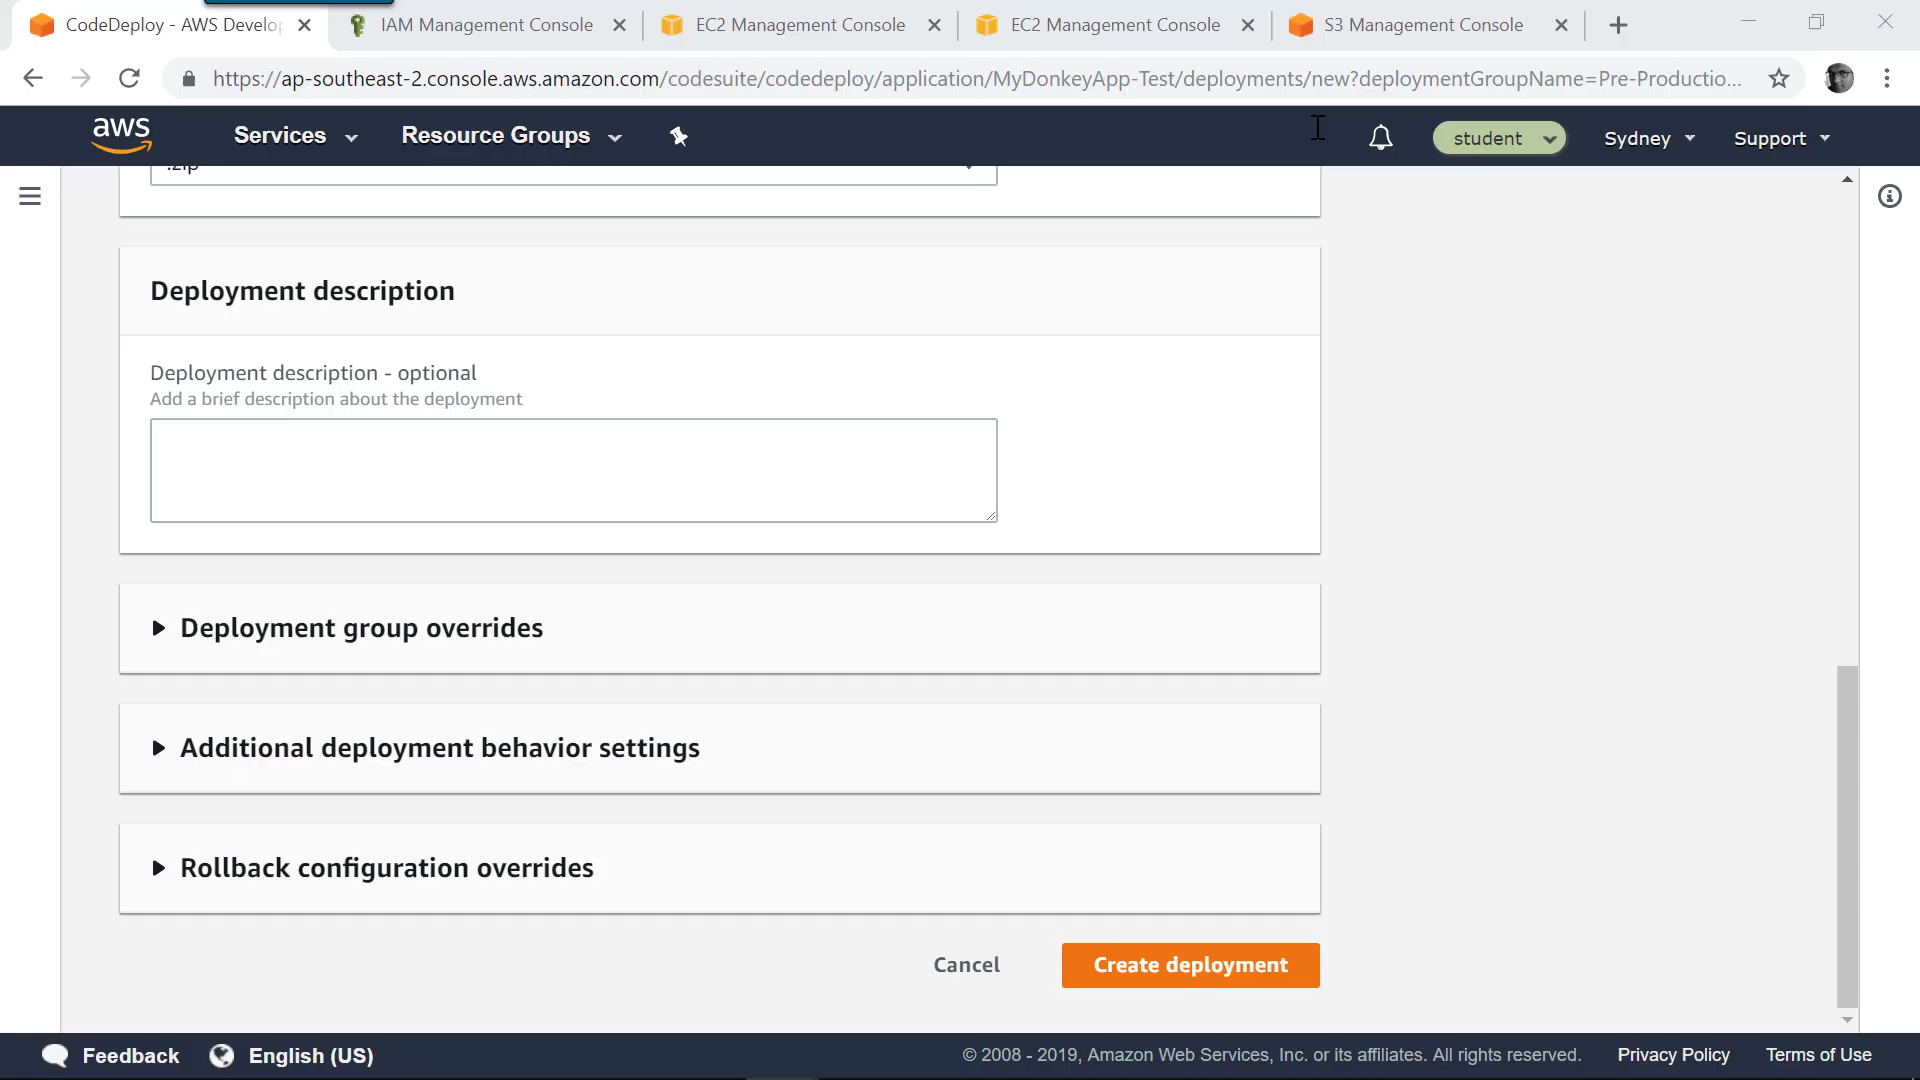 CodeDeploy - AWS Develop
IAM Management Console
EC2 Management Console
EC2 Management Console
S3 Management Console
https://ap-southeast-2.console.aws.amazon.com/codesuite/codedeploy/application/MyDonkeyApp-Test/deployments/new?deploymentGroupName=Pre-Productio...
aws
Services
Resource Groups
student
Sydney
Support
.zip
Deployment description
Deployment description - optional
Add a brief description about the deployment
Deployment group overrides
Additional deployment behavior settings
Rollback configuration overrides
Cancel
Create deployment
Feedback
English (US)
© 2008 - 2019, Amazon Web Services, Inc. or its affiliates. All rights reserved.
Privacy Policy
Terms of Use